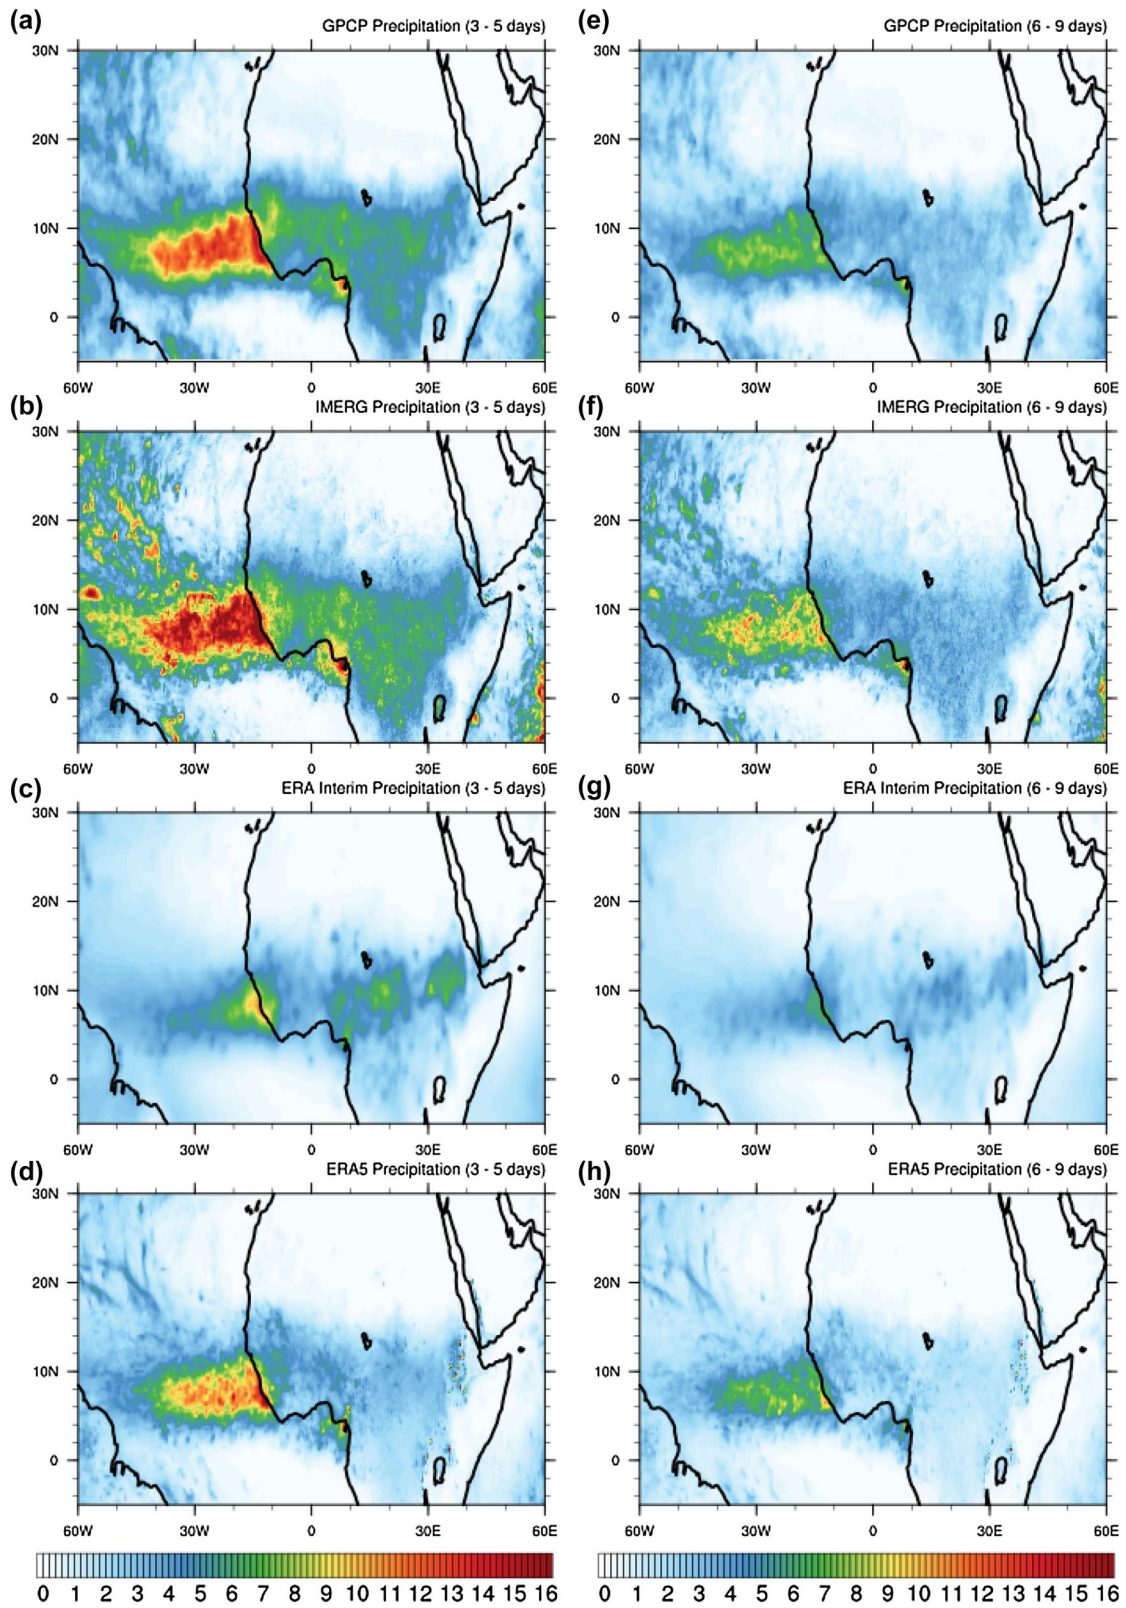 (a) GPCP Precipitation (3 - 5 days)
30N
20N
10N
0
60W 30W 0 30E 60E
(e) GPCP Precipitation (6 - 9 days)
30N
20N
10N
0
60W 30W 0 30E 60E
(b) IMERG Precipitation (3 - 5 days)
30N
20N
10N
0
60W 30W 0 30E 60E
(f) IMERG Precipitation (6 - 9 days)
30N
20N
10N
0
60W 30W 0 30E 60E
(c) ERA Interim Precipitation (3 - 5 days)
30N
20N
10N
0
60W 30W 0 30E 60E
(g) ERA Interim Precipitation (6 - 9 days)
30N
20N
10N
0
60W 30W 0 30E 60E
(d) ERA5 Precipitation (3 - 5 days)
30N
20N
10N
0
60W 30W 0 30E 60E
(h) ERA5 Precipitation (6 - 9 days)
30N
20N
10N
0
60W 30W 0 30E 60E
0 1 2 3 4 5 6 7 8 9 10 11 12 13 14 15 16
0 1 2 3 4 5 6 7 8 9 10 11 12 13 14 15 16